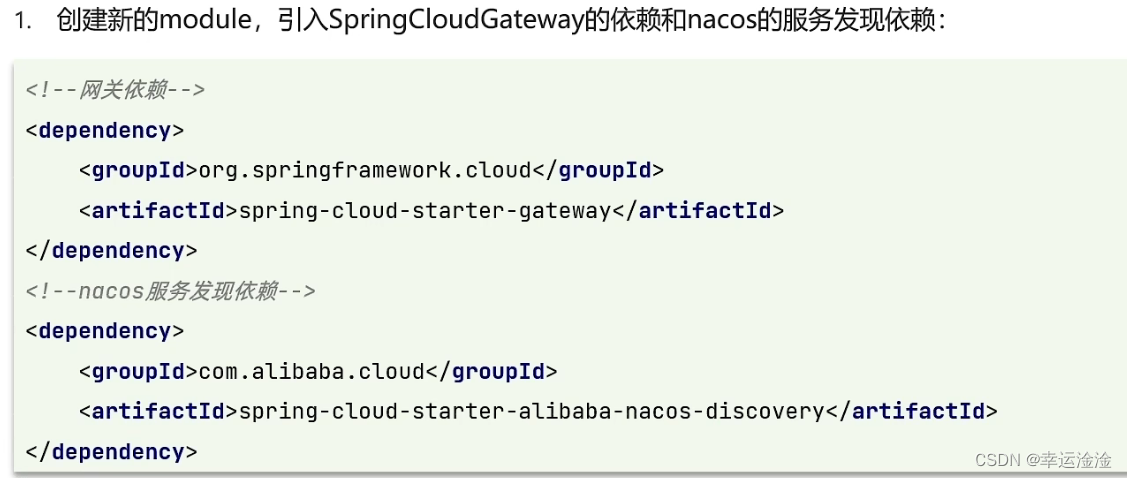 1. 创建新的module，引入SpringCloudGateway的依赖和nacos的服务发现依赖：
<!--网关依赖-->
<dependency>
    <groupId>org.springframework.cloud</groupId>
    <artifactId>spring-cloud-starter-gateway</artifactId>
</dependency>
<!--nacos服务发现依赖-->
<dependency>
    <groupId>com.alibaba.cloud</groupId>
    <artifactId>spring-cloud-starter-alibaba-nacos-discovery</artifactId>
</dependency>
CSDN @幸运淦淦